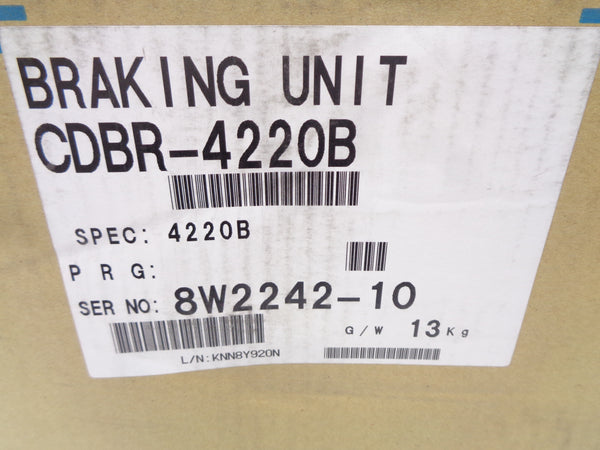 BRAKING UNIT
CDBR-4220B
SPEC: 4220B
PRG:
SER NO: 8W2242-10
G/W 13Kg
L/N:KNN8Y920N